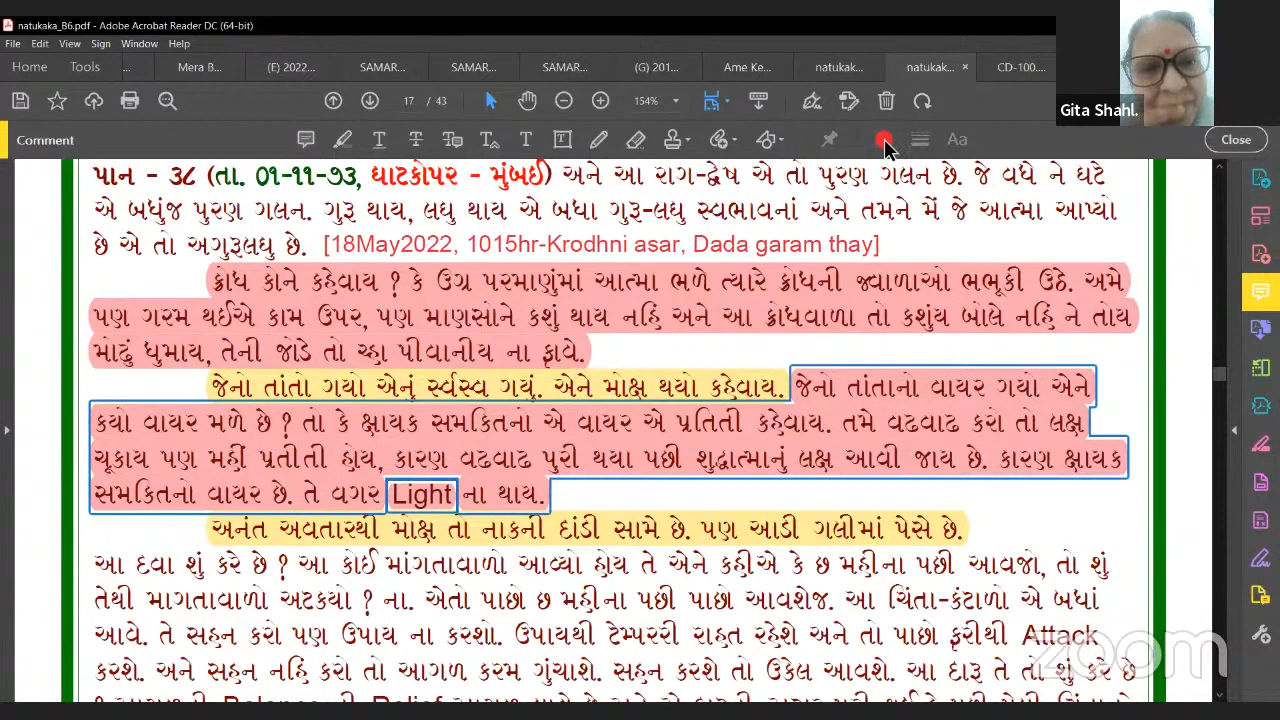 natukaka_B6.pdf - Adobe Acrobat Reader DC (64-bit)
File Edit View Sign Window Help
Home Tools ... Mera B... (E) 2022... SAMAR... SAMAR... SAMAR... (G) 201... Ame Ke... natukak... natukak... × CD-100....
17 / 43 154%
Gita Shahl.
Comment Aa Close
પાન - ૩૮ (તા. ૦૧-૧૧-૭૩, ઘાટકોપર - મુંબઈ) અને આ રાગ-દ્વેષ એ તો પુરણ ગલન છે. જે વધે ને ઘટે
એ બધુંજ પુરણ ગલન. ગુરૂ થાય, લઘુ થાય એ બધા ગુરૂ-લઘુ સ્વભાવનાં અને તમને મેં જે આત્મા આપ્યો
છે એ તો અગુરૂલઘુ છે. [18May2022, 1015hr-Krodhni asar, Dada garam thay]
ક્રોધ કોને કહેવાય ? કે ઉગ્ર પરમાણુંમાં આત્મા ભળે ત્યારે ક્રોધની જ્વાળાઓ ભભૂકી ઉઠે. અમે
પણ ગરમ થઈએ કામ ઉપર, પણ માણસોને કશું થાય નહિ અને આ ક્રોધવાળા તો કશુંય બોલે નહિ ને તોય
મોઢું ધુમાય, તેની જોડે તો ચ્હા પીવાનીય ના ફાવે.
જેનો તાંતો ગયો એનું સર્વસ્વ ગયું. એને મોક્ષ થયો કહેવાય. જેનો તાંતાનો વાયર ગયો એને
કયો વાયર મળે છે ? તો કે ક્ષાયક સમકિતનો એ વાયર એ પ્રતિતી કહેવાય. તમે વઢવાઢ કરો તો લક્ષ
ચૂકાય પણ મહીં પ્રતીતી હોય, કારણ વઢવાઢ પુરી થયા પછી શુદ્ધાત્માનું લક્ષ આવી જાય છે. કારણ ક્ષાયક
સમકિતનો વાયર છે. તે વગર Light ના થાય.
અનંત અવતારથી મોક્ષ તો નાકની દાંડી સામે છે. પણ આડી ગલીમાં પેસે છે.
આ દવા શું કરે છે ? આ કોઈ માંગતાવાળો આવ્યો હોય તે એને કહીએ કે છ મહીના પછી આવજો, તો શું
તેથી માગતાવાળો અટકયો ? ના. એતો પાછો છ મહીના પછી પાછો આવશેજ. આ ચિંતા-કંટાળો એ બધાં
આવે. તે સહન કરો પણ ઉપાય ના કરશો. ઉપાયથી ટેમ્પરરી રાહત રહેશે અને તો પાછો ફરીથી Attack
કરશે. અને સહન નહિ કરો તો આગળ કરમ ગુંચાશે. સહન કરશે તો ઉકેલ આવશે. આ દારૂ તે તો શું કરે છે
zoom